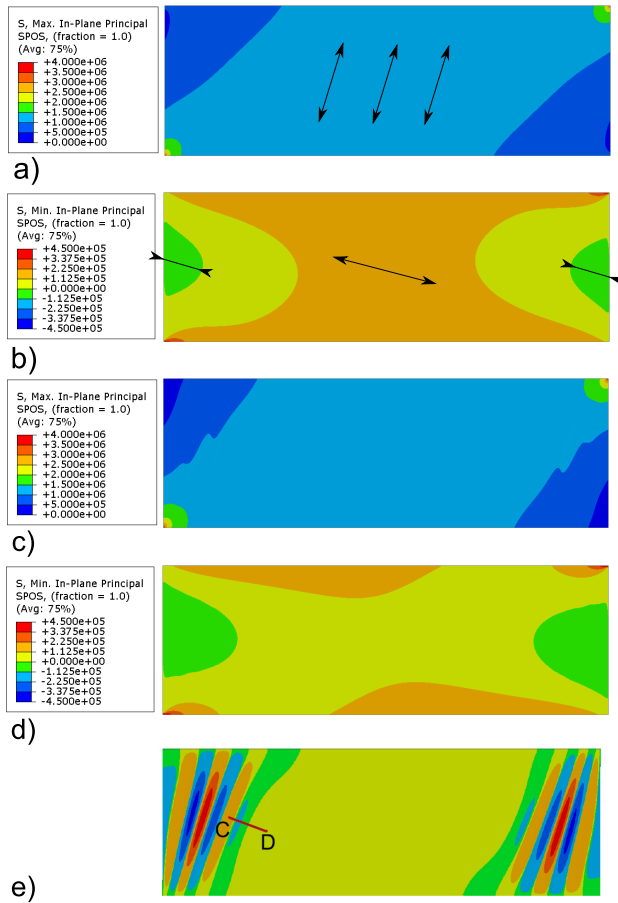 S, Max. In-Plane Principal
SPOS, (fraction = 1.0)
(Avg: 75%)
+4.000e+06
+3.500e+06
+3.000e+06
+2.500e+06
+2.000e+06
+1.500e+06
+1.000e+06
+5.000e+05
+0.000e+00
a)
S, Min. In-Plane Principal
SPOS, (fraction = 1.0)
(Avg: 75%)
+4.500e+05
+3.375e+05
+2.250e+05
+1.125e+05
+0.000e+00
-1.125e+05
-2.250e+05
-3.375e+05
-4.500e+05
b)
S, Max. In-Plane Principal
SPOS, (fraction = 1.0)
(Avg: 75%)
+4.000e+06
+3.500e+06
+3.000e+06
+2.500e+06
+2.000e+06
+1.500e+06
+1.000e+06
+5.000e+05
+0.000e+00
c)
S, Min. In-Plane Principal
SPOS, (fraction = 1.0)
(Avg: 75%)
+4.500e+05
+3.375e+05
+2.250e+05
+1.125e+05
+0.000e+00
-1.125e+05
-2.250e+05
-3.375e+05
-4.500e+05
d)
C
D
e)